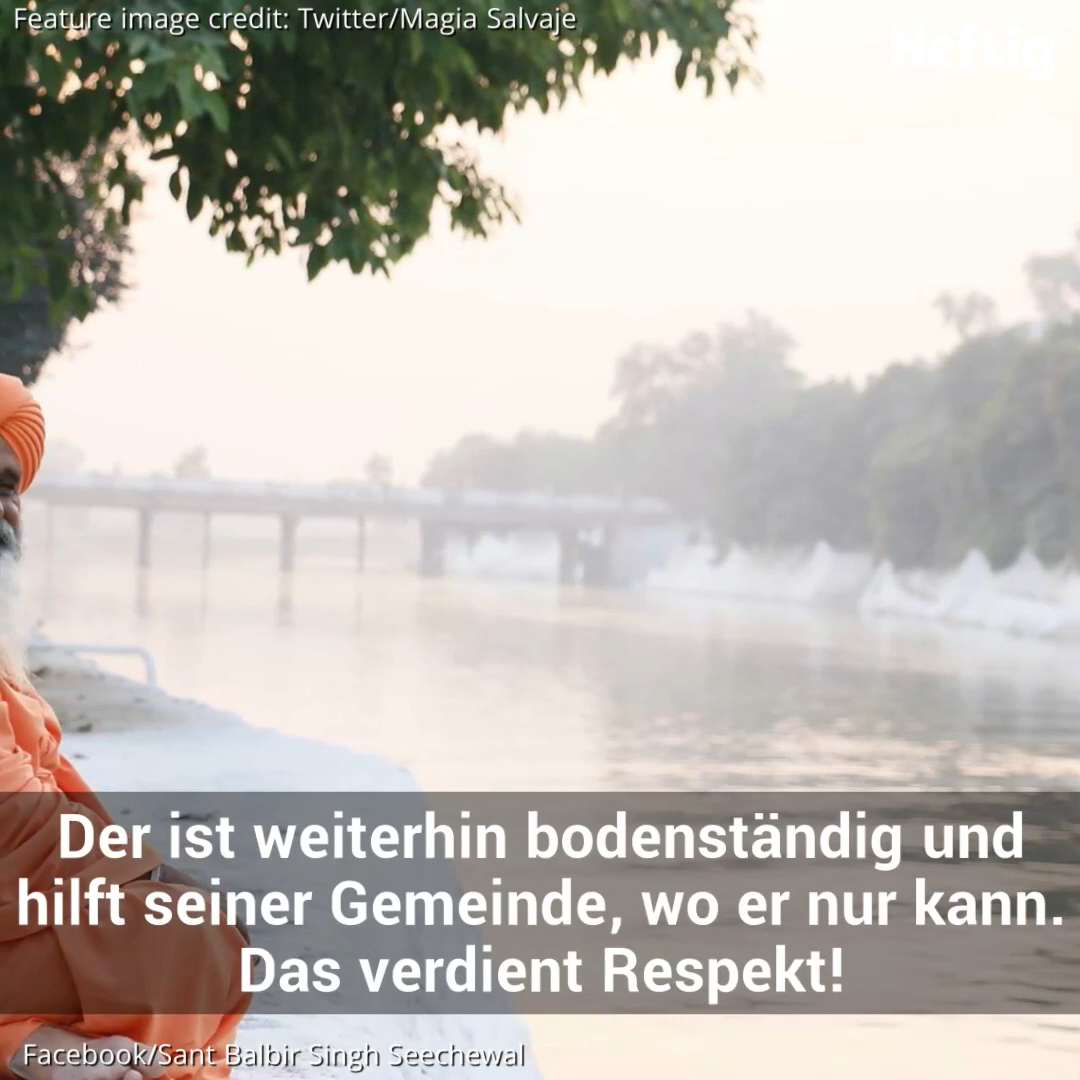 Feature image credit: Twitter/Magia Salvaje
Heftig
Der ist weiterhin bodenständig und
hilft seiner Gemeinde, wo er nur kann.
Das verdient Respekt!
Facebook/Sant Balbir Singh Seechewal